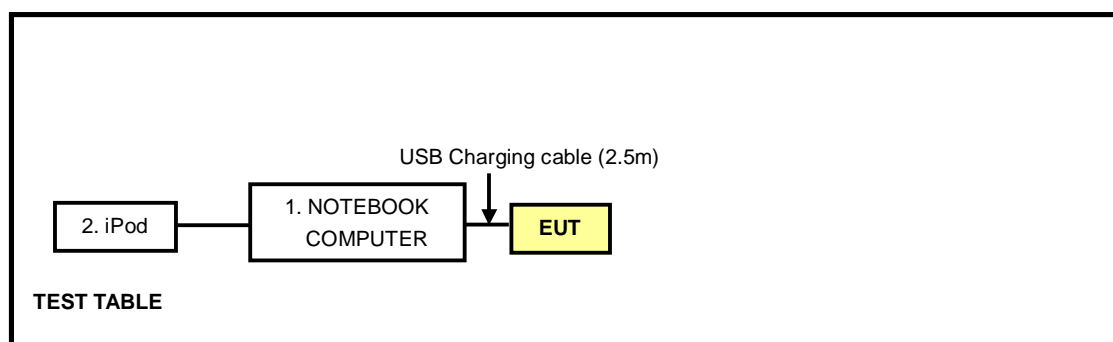 USB Charging cable (2.5m)
2. iPod
1. NOTEBOOK
COMPUTER
EUT
TEST TABLE